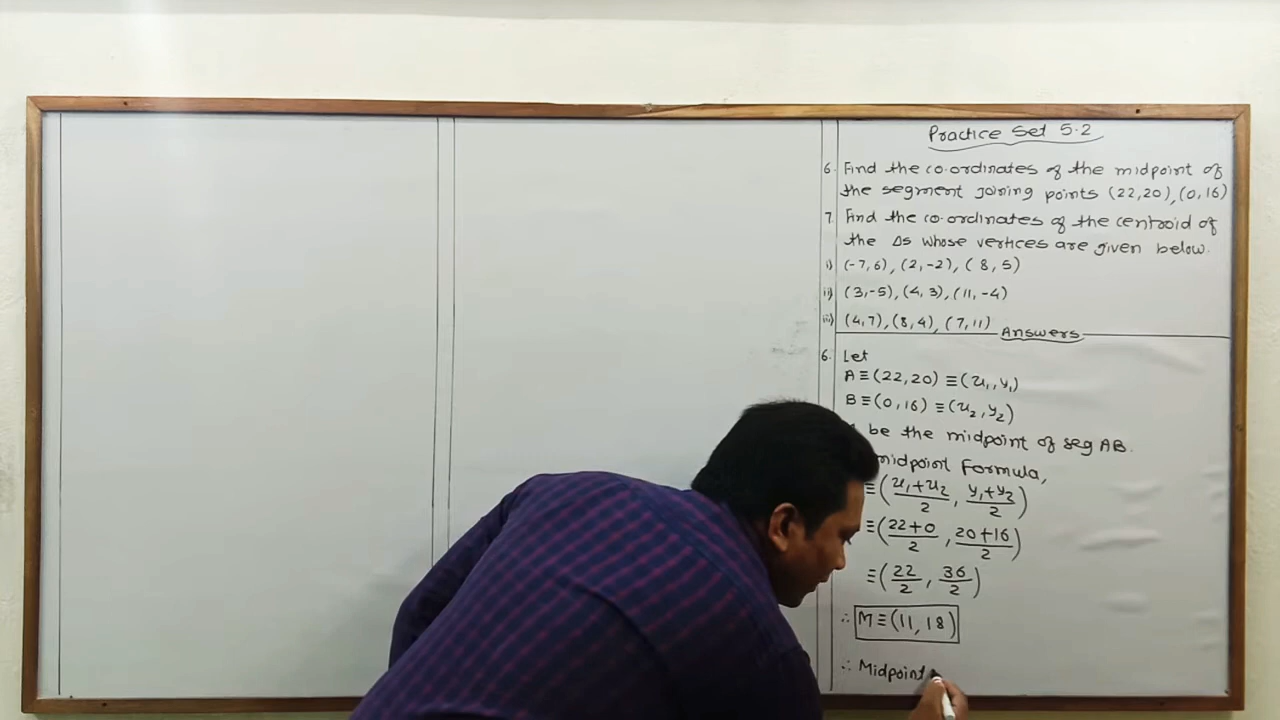 Practice Set 5.2
6. Find the co-ordinates of the midpoint of
the segment joining points (22,20), (0,16)
7. Find the co-ordinates of the centroid of
the Δs whose vertices are given below.
i) (-7,6), (2,-2), (8,5)
ii) (3,-5), (4,3), (11,-4)
iii) (4,7), (8,4), (7,11)
Answers
6. Let
A ≡ (22,20) ≡ (x₁, y₁)
B ≡ (0,16) ≡ (x₂, y₂)
be the midpoint of seg AB.
midpoint Formula,
≡ ((x₁+x₂)/2, (y₁+y₂)/2)
≡ ((22+0)/2, (20+16)/2)
≡ (22/2, 36/2)
∴ M ≡ (11,18)
∴ Midpoint